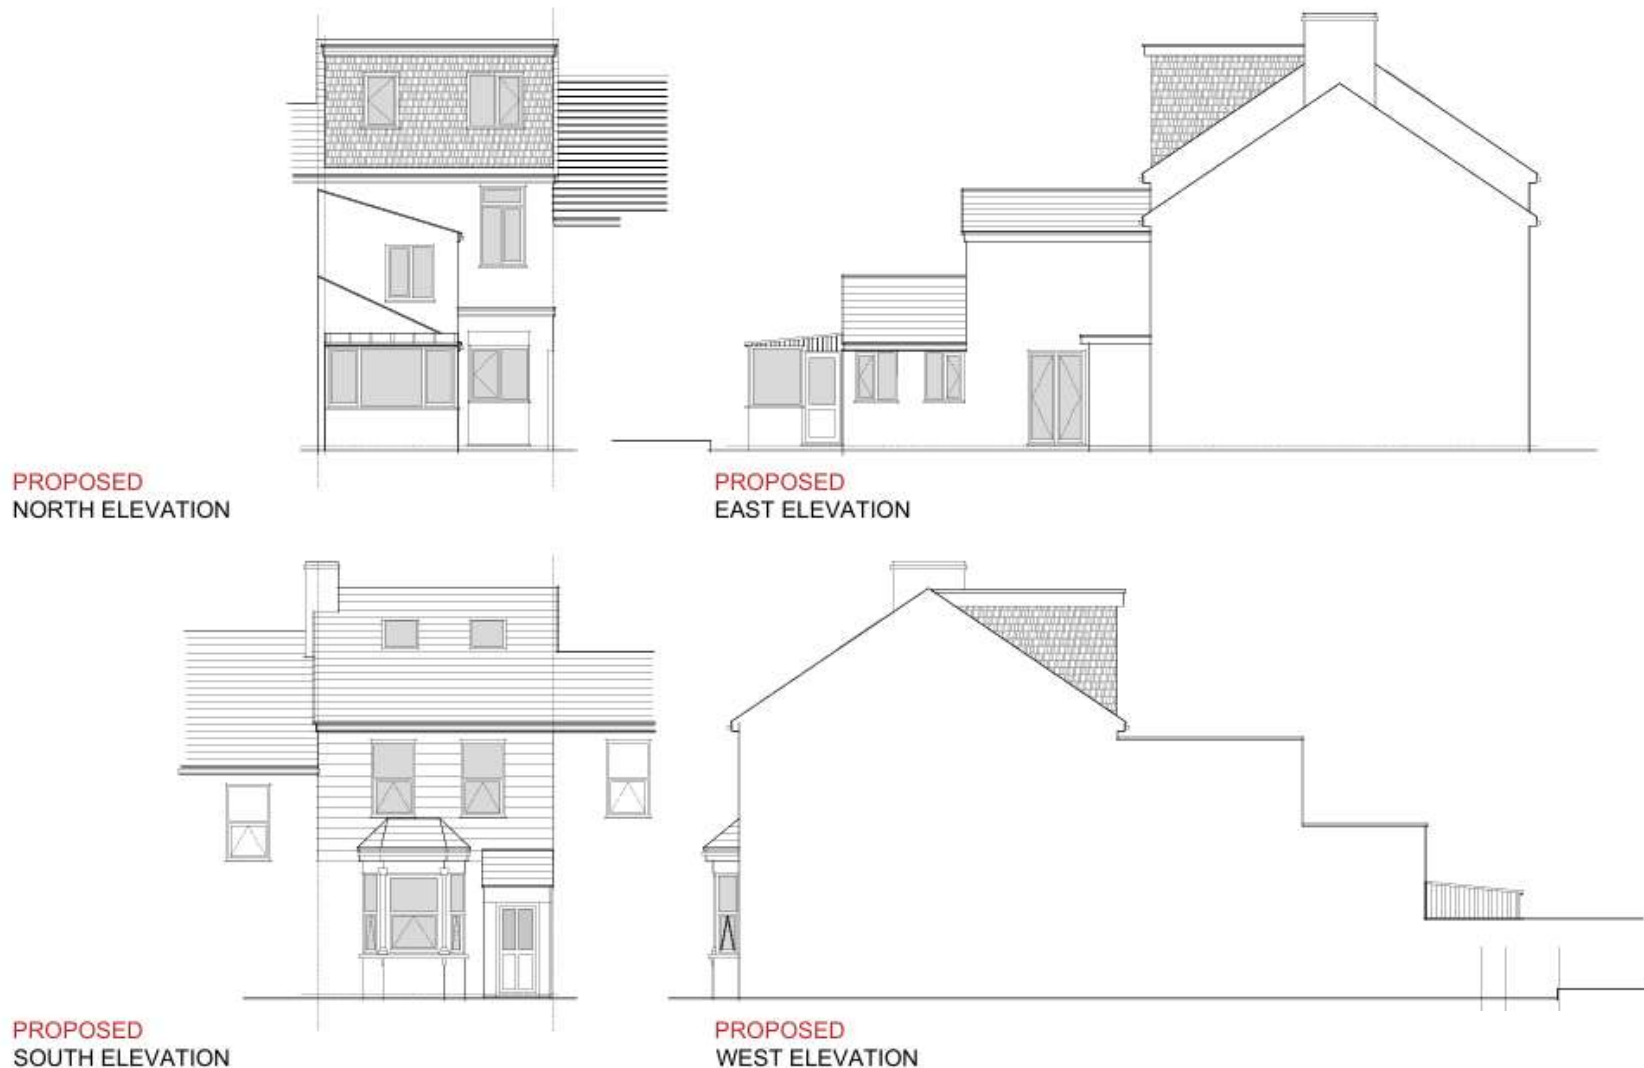 PROPOSED
NORTH ELEVATION
PROPOSED
EAST ELEVATION
PROPOSED
SOUTH ELEVATION
PROPOSED
WEST ELEVATION